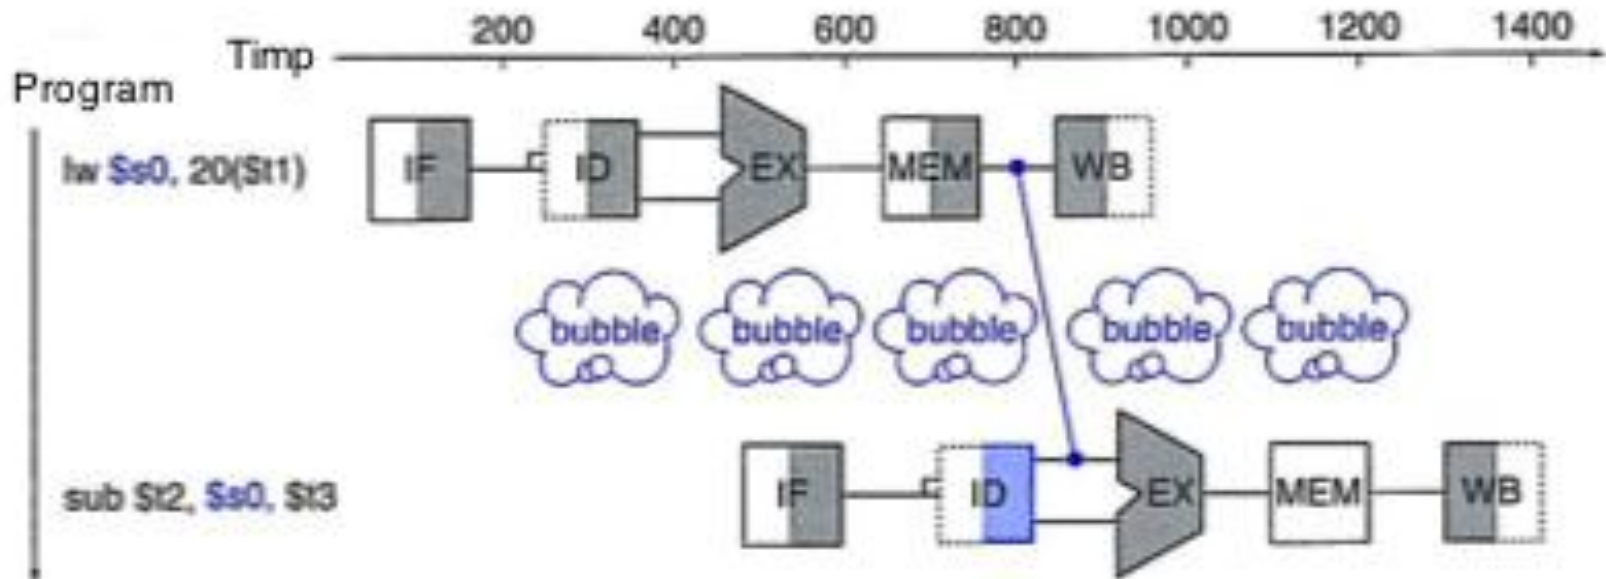 200 400 600 800 1000 1200 1400
Timp
Program
lw $s0, 20($t1)
IF ID EX MEM WB
bubble bubble bubble bubble bubble
sub $t2, $s0, $t3
IF ID EX MEM WB